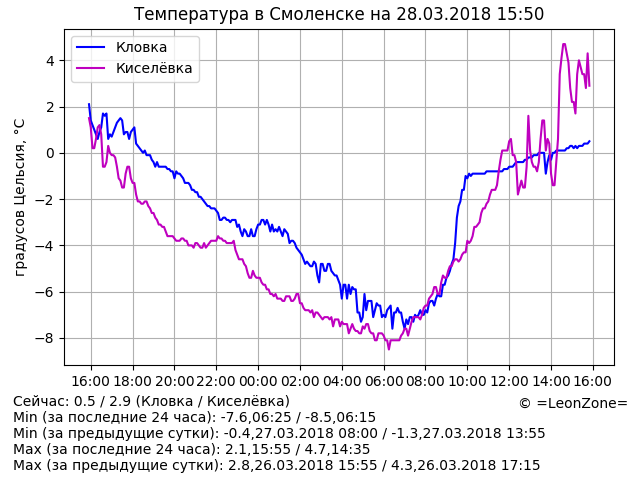 Температура в Смоленске на 28.03.2018 15:50
Кловка
Киселёвка
градусов Цельсия, °C
4
2
0
−2
−4
−6
−8
16:00 18:00 20:00 22:00 00:00 02:00 04:00 06:00 08:00 10:00 12:00 14:00 16:00
Сейчас: 0.5 / 2.9 (Кловка / Киселёвка)
© =LeonZone=
Min (за последние 24 часа): -7.6,06:25 / -8.5,06:15
Min (за предыдущие сутки): -0.4,27.03.2018 08:00 / -1.3,27.03.2018 13:55
Max (за последние 24 часа): 2.1,15:55 / 4.7,14:35
Max (за предыдущие сутки): 2.8,26.03.2018 15:55 / 4.3,26.03.2018 17:15